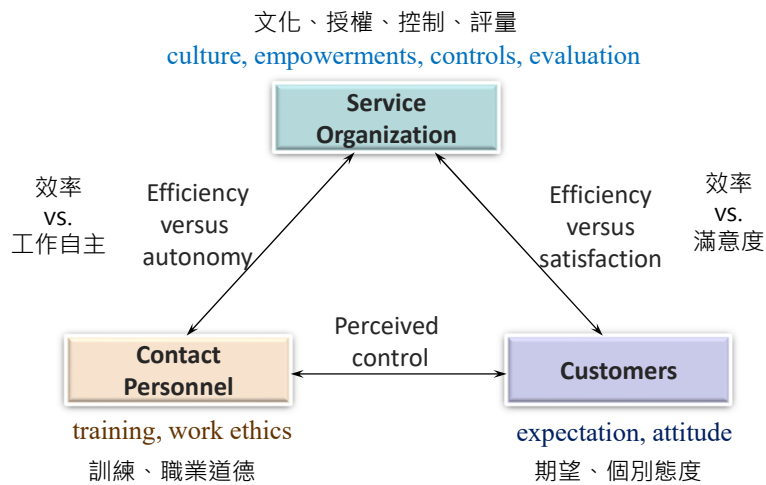 文化、授權、控制、評量
culture, empowerments, controls, evaluation
Service
Organization
效率
vs.
工作自主
Efficiency
versus
autonomy
Efficiency
versus
satisfaction
效率
vs.
滿意度
Perceived
control
Contact
Personnel
Customers
training, work ethics
訓練、職業道德
expectation, attitude
期望、個別態度